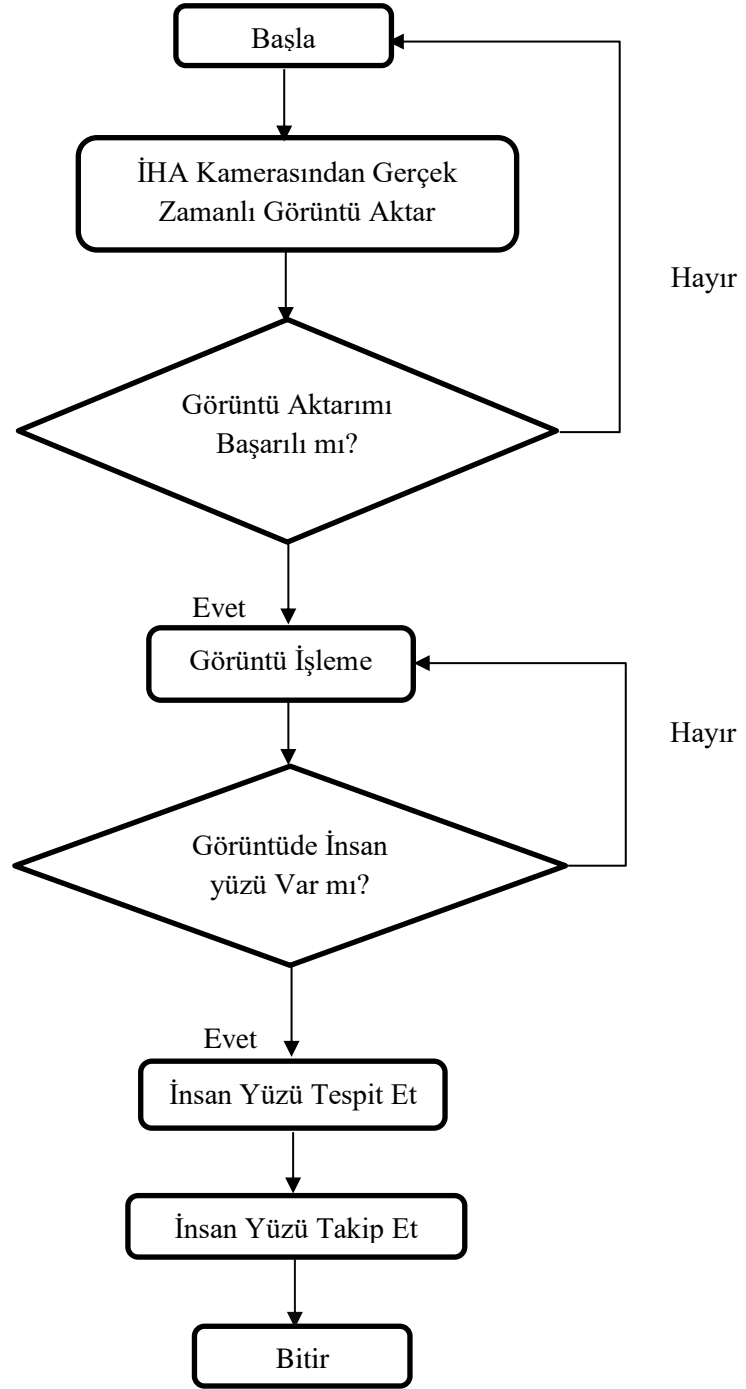 Başla
İHA Kamerasından Gerçek
Zamanlı Görüntü Aktar
Hayır
Görüntü Aktarımı
Başarılı mı?
Evet
Görüntü İşleme
Hayır
Görüntüde İnsan
yüzü Var mı?
Evet
İnsan Yüzü Tespit Et
İnsan Yüzü Takip Et
Bitir